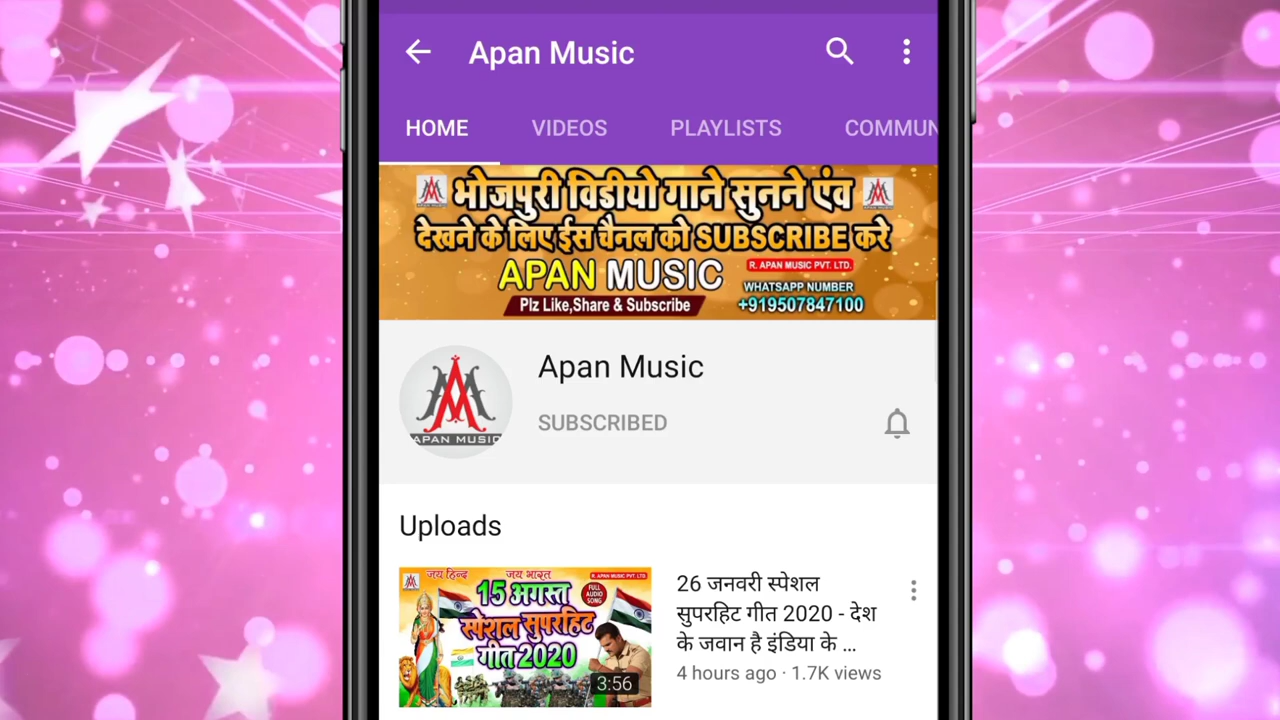 Apan Music
HOME VIDEOS PLAYLISTS COMMUN
भोजपुरी विडीयो गाने सुनने एंव
देखने के लिए ईस चैनल को SUBSCRIBE करे
APAN MUSIC
R. APAN MUSIC PVT. LTD.
WHATSAPP NUMBER
Plz Like,Share & Subscribe
+919507847100
Apan Music
SUBSCRIBED
APAN MUSIC
Uploads
जय हिन्द जय भारत
R. APAN MUSIC PVT. LTD
15 अगस्त
FULL
AUDIO
SONG
स्पेशल सुपरहिट
गीत 2020
3:56
26 जनवरी स्पेशल
सुपरहिट गीत 2020 - देश
के जवान है इंडिया के ...
4 hours ago · 1.7K views